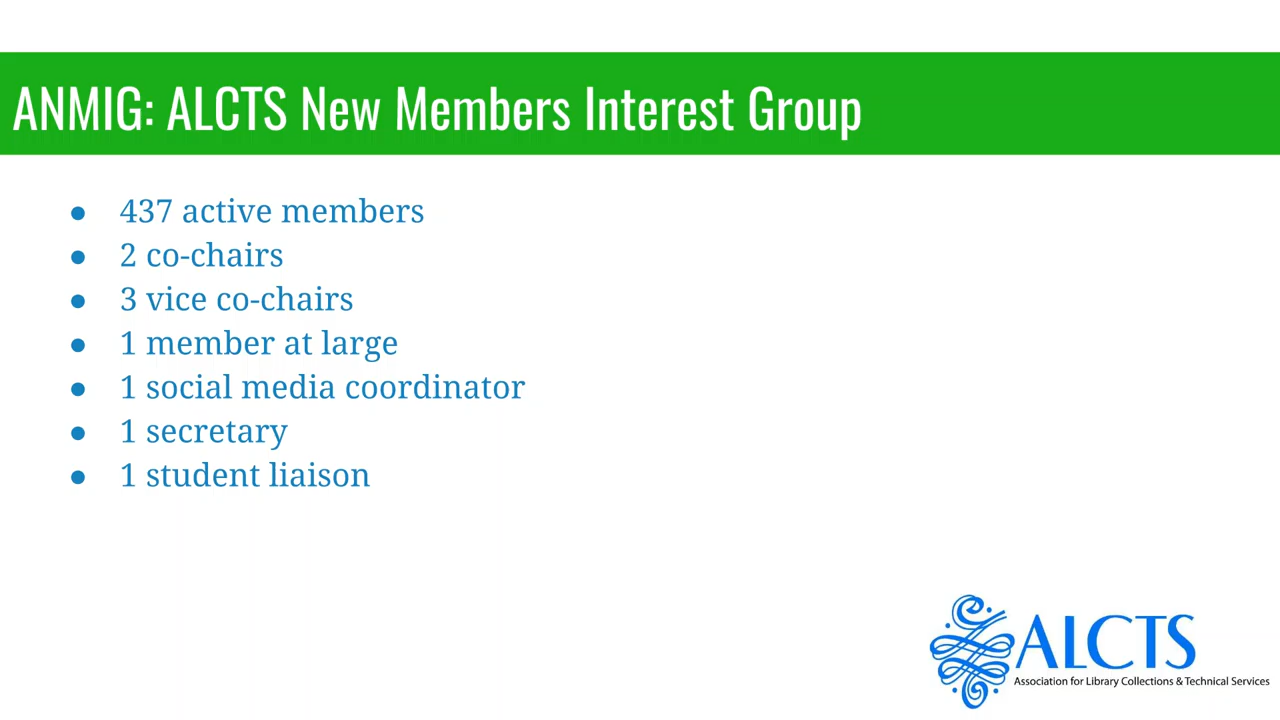 ANMIG: ALCTS New Members Interest Group
● 437 active members
● 2 co-chairs
● 3 vice co-chairs
● 1 member at large
● 1 social media coordinator
● 1 secretary
● 1 student liaison
ALCTS
Association for Library Collections & Technical Services